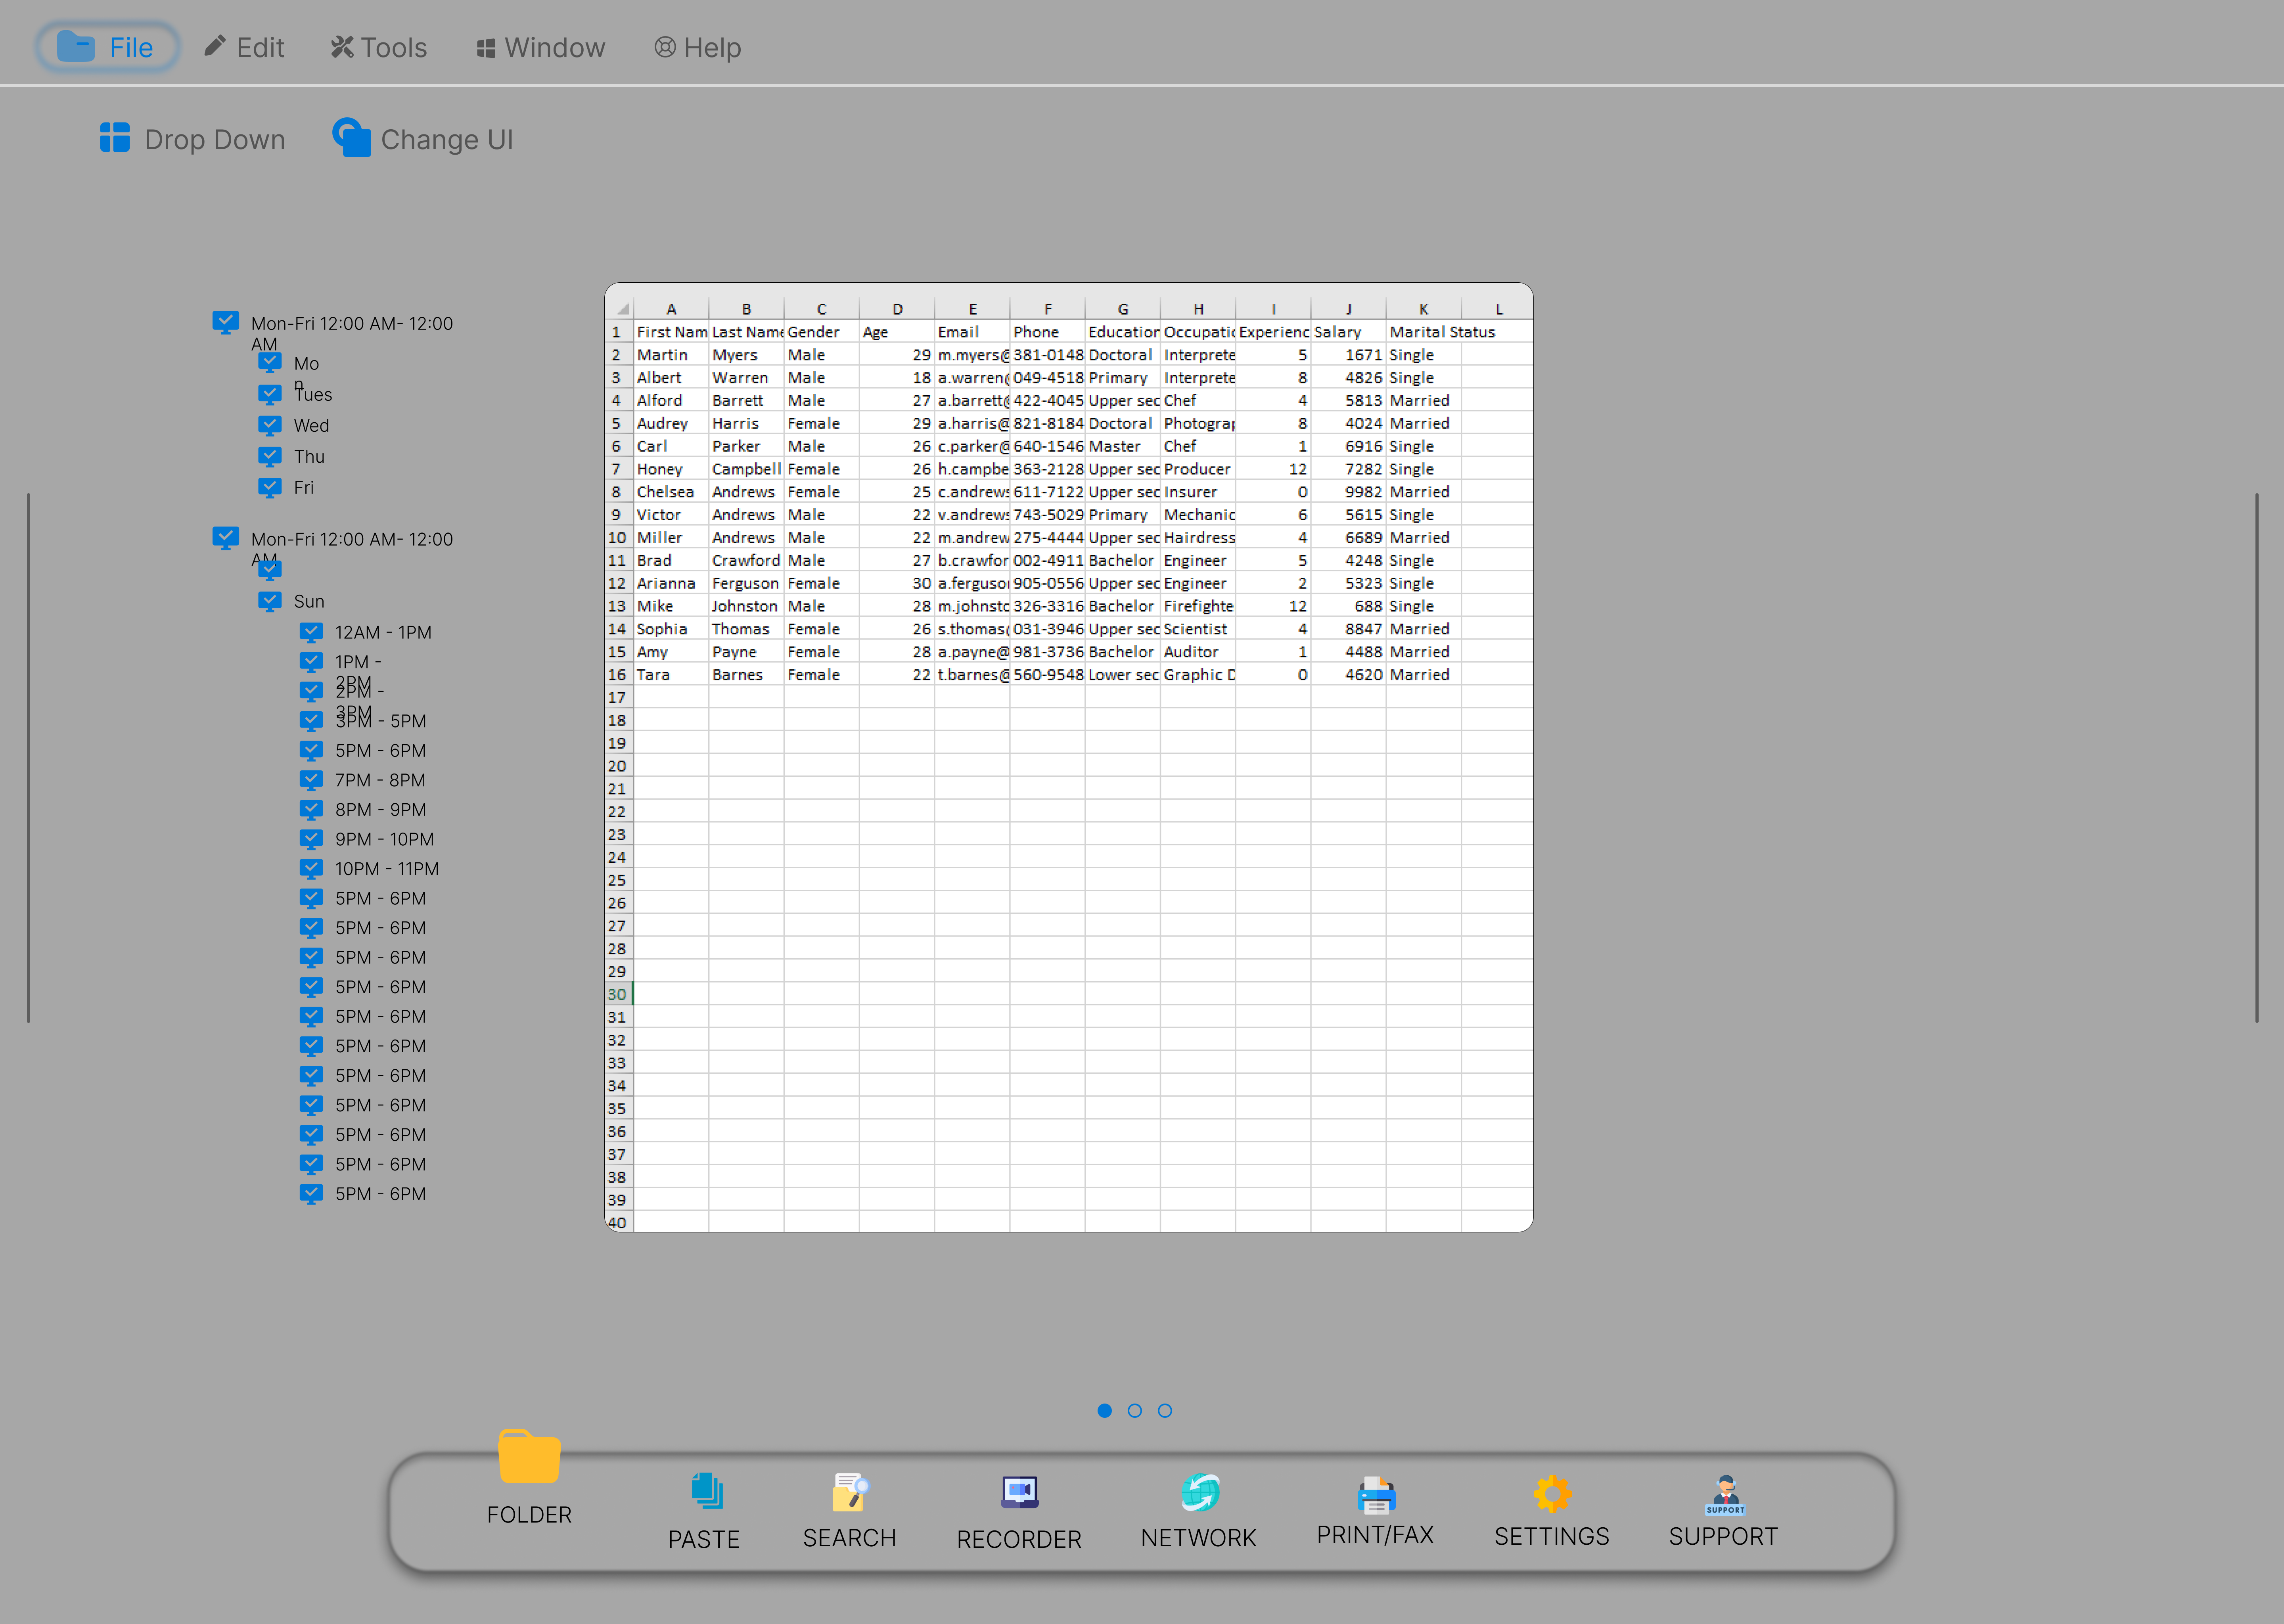 File Edit Tools Window Help
Drop Down Change UI
Mon-Fri 12:00 AM- 12:00
AM
Mo
n
Tues
Wed
Thu
Fri
Mon-Fri 12:00 AM- 12:00
AM
Sun
12AM - 1PM
1PM -
2PM
2PM -
3PM
3PM - 5PM
5PM - 6PM
7PM - 8PM
8PM - 9PM
9PM - 10PM
10PM - 11PM
5PM - 6PM
5PM - 6PM
5PM - 6PM
5PM - 6PM
5PM - 6PM
5PM - 6PM
5PM - 6PM
5PM - 6PM
5PM - 6PM
5PM - 6PM
5PM - 6PM
A B C D E F G H I J K L
1 First Nam Last Name Gender Age Email Phone Education Occupatio Experienc Salary Marital Status
2 Martin Myers Male 29 m.myers@ 381-0148 Doctoral Interprete 5 1671 Single
3 Albert Warren Male 18 a.warren@ 049-4518 Primary Interprete 8 4826 Single
4 Alford Barrett Male 27 a.barrett@ 422-4045 Upper sec Chef 4 5813 Married
5 Audrey Harris Female 29 a.harris@ 821-8184 Doctoral Photograp 8 4024 Married
6 Carl Parker Male 26 c.parker@ 640-1546 Master Chef 1 6916 Single
7 Honey Campbell Female 26 h.campbe 363-2128 Upper sec Producer 12 7282 Single
8 Chelsea Andrews Female 25 c.andrews 611-7122 Upper sec Insurer 0 9982 Married
9 Victor Andrews Male 22 v.andrews 743-5029 Primary Mechanic 6 5615 Single
10 Miller Andrews Male 22 m.andrew 275-4444 Upper sec Hairdress 4 6689 Married
11 Brad Crawford Male 27 b.crawfor 002-4911 Bachelor Engineer 5 4248 Single
12 Arianna Ferguson Female 30 a.ferguson 905-0556 Upper sec Engineer 2 5323 Single
13 Mike Johnston Male 28 m.johnsto 326-3316 Bachelor Firefighte 12 688 Single
14 Sophia Thomas Female 26 s.thomas@ 031-3946 Upper sec Scientist 4 8847 Married
15 Amy Payne Female 28 a.payne@ 981-3736 Bachelor Auditor 1 4488 Married
16 Tara Barnes Female 22 t.barnes@ 560-9548 Lower sec Graphic D 0 4620 Married
17
18
19
20
21
22
23
24
25
26
27
28
29
30
31
32
33
34
35
36
37
38
39
40
FOLDER PASTE SEARCH RECORDER NETWORK PRINT/FAX SETTINGS SUPPORT
SUPPORT